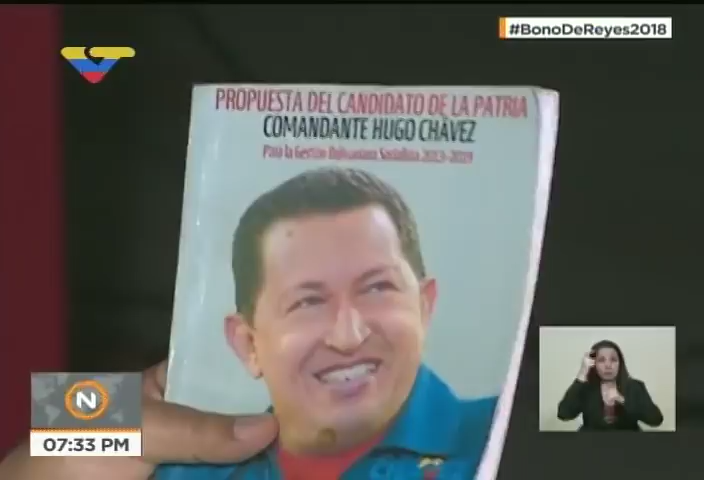 #BonoDeReyes2018
PROPUESTA DEL CANDIDATO DE LA PATRIA
COMANDANTE HUGO CHÁVEZ
Para la Gestión Bolivariana Socialista 2013-2019
N
07:33 PM